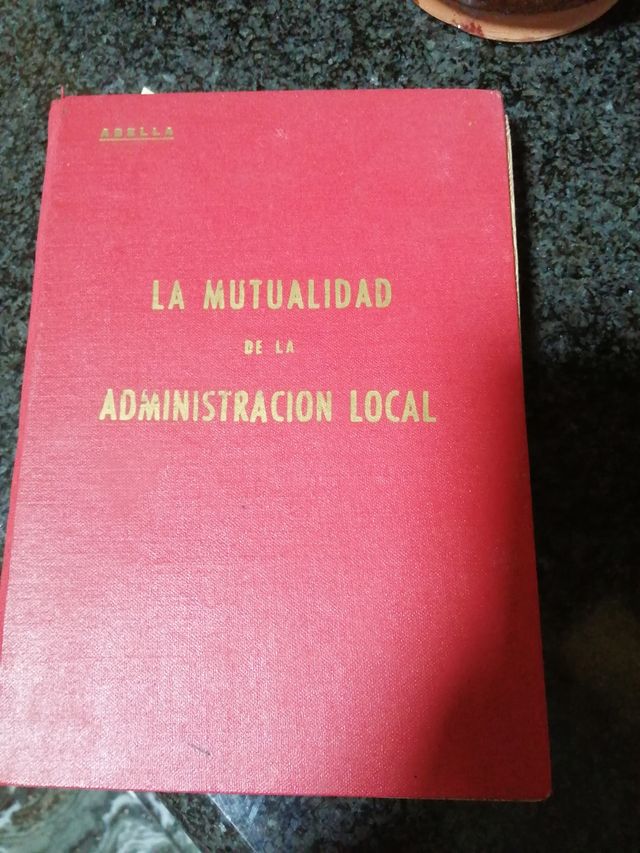 ABELLA
LA MUTUALIDAD
DE LA
ADMINISTRACION LOCAL